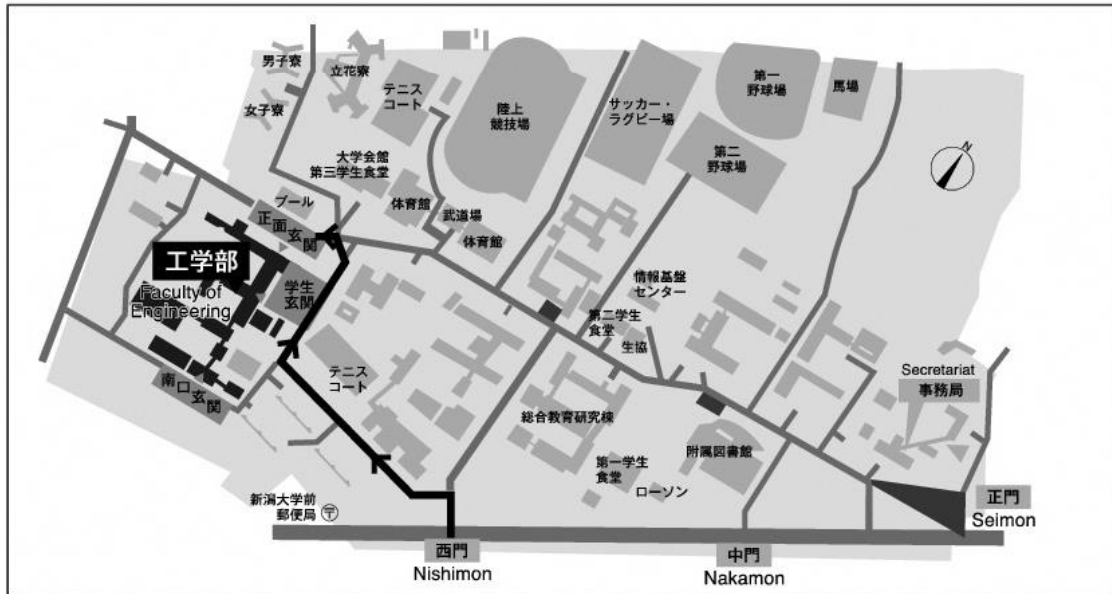 男子寮
立花寮
女子寮
テニス
コート
陸上
競技場
サッカー・
ラグビー場
第一
野球場
馬場
第二
野球場
N
大学会館
第三学生食堂
プール
体育館
武道場
体育館
正面玄関
工学部
Faculty of
Engineering
学生
玄関
南口玄関
テニス
コート
情報基盤
センター
第二学生
食堂
生協
総合教育研究棟
第一学生
食堂
ローソン
附属図書館
Secretariat
事務局
新潟大学前
郵便局
〒
西門
Nishimon
中門
Nakamon
正門
Seimon